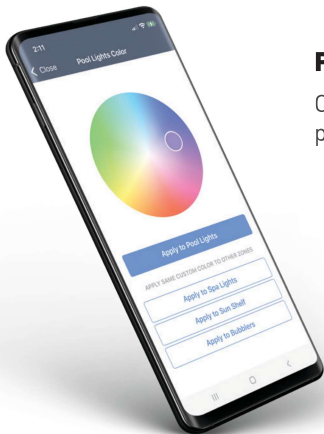 2:11
Close
Pool Lights Color
Apply to Pool Lights
APPLY SAME CUSTOM COLOR TO OTHER ZONES
Apply to Spa Lights
Apply to Sun Shelf
Apply to Bubblers